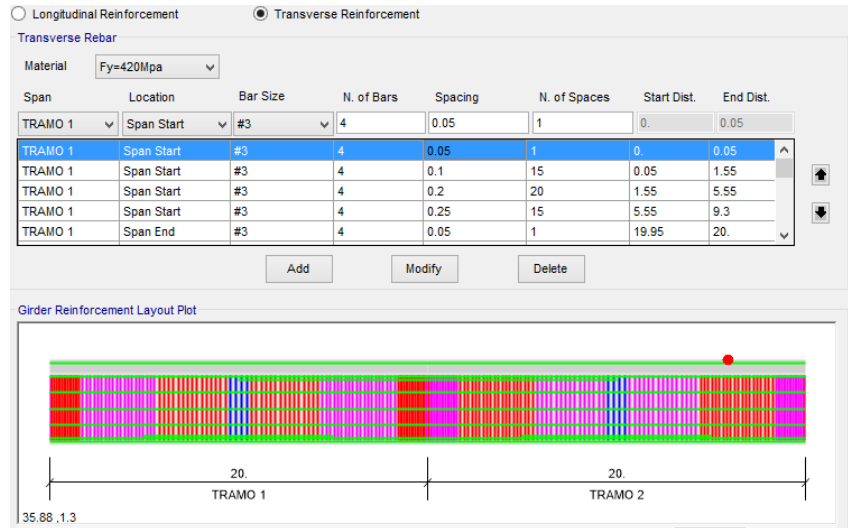 Longitudinal Reinforcement Transverse Reinforcement
Transverse Rebar
Material Fy=420Mpa
Span Location Bar Size N. of Bars Spacing N. of Spaces Start Dist. End Dist.
TRAMO 1 Span Start #3 4 0.05 1 0. 0.05
TRAMO 1 Span Start #3 4 0.05 1 0. 0.05
TRAMO 1 Span Start #3 4 0.1 15 0.05 1.55
TRAMO 1 Span Start #3 4 0.2 20 1.55 5.55
TRAMO 1 Span Start #3 4 0.25 15 5.55 9.3
TRAMO 1 Span End #3 4 0.05 1 19.95 20.
Add Modify Delete
Girder Reinforcement Layout Plot
20. 20.
TRAMO 1 TRAMO 2
35.88 ,1.3